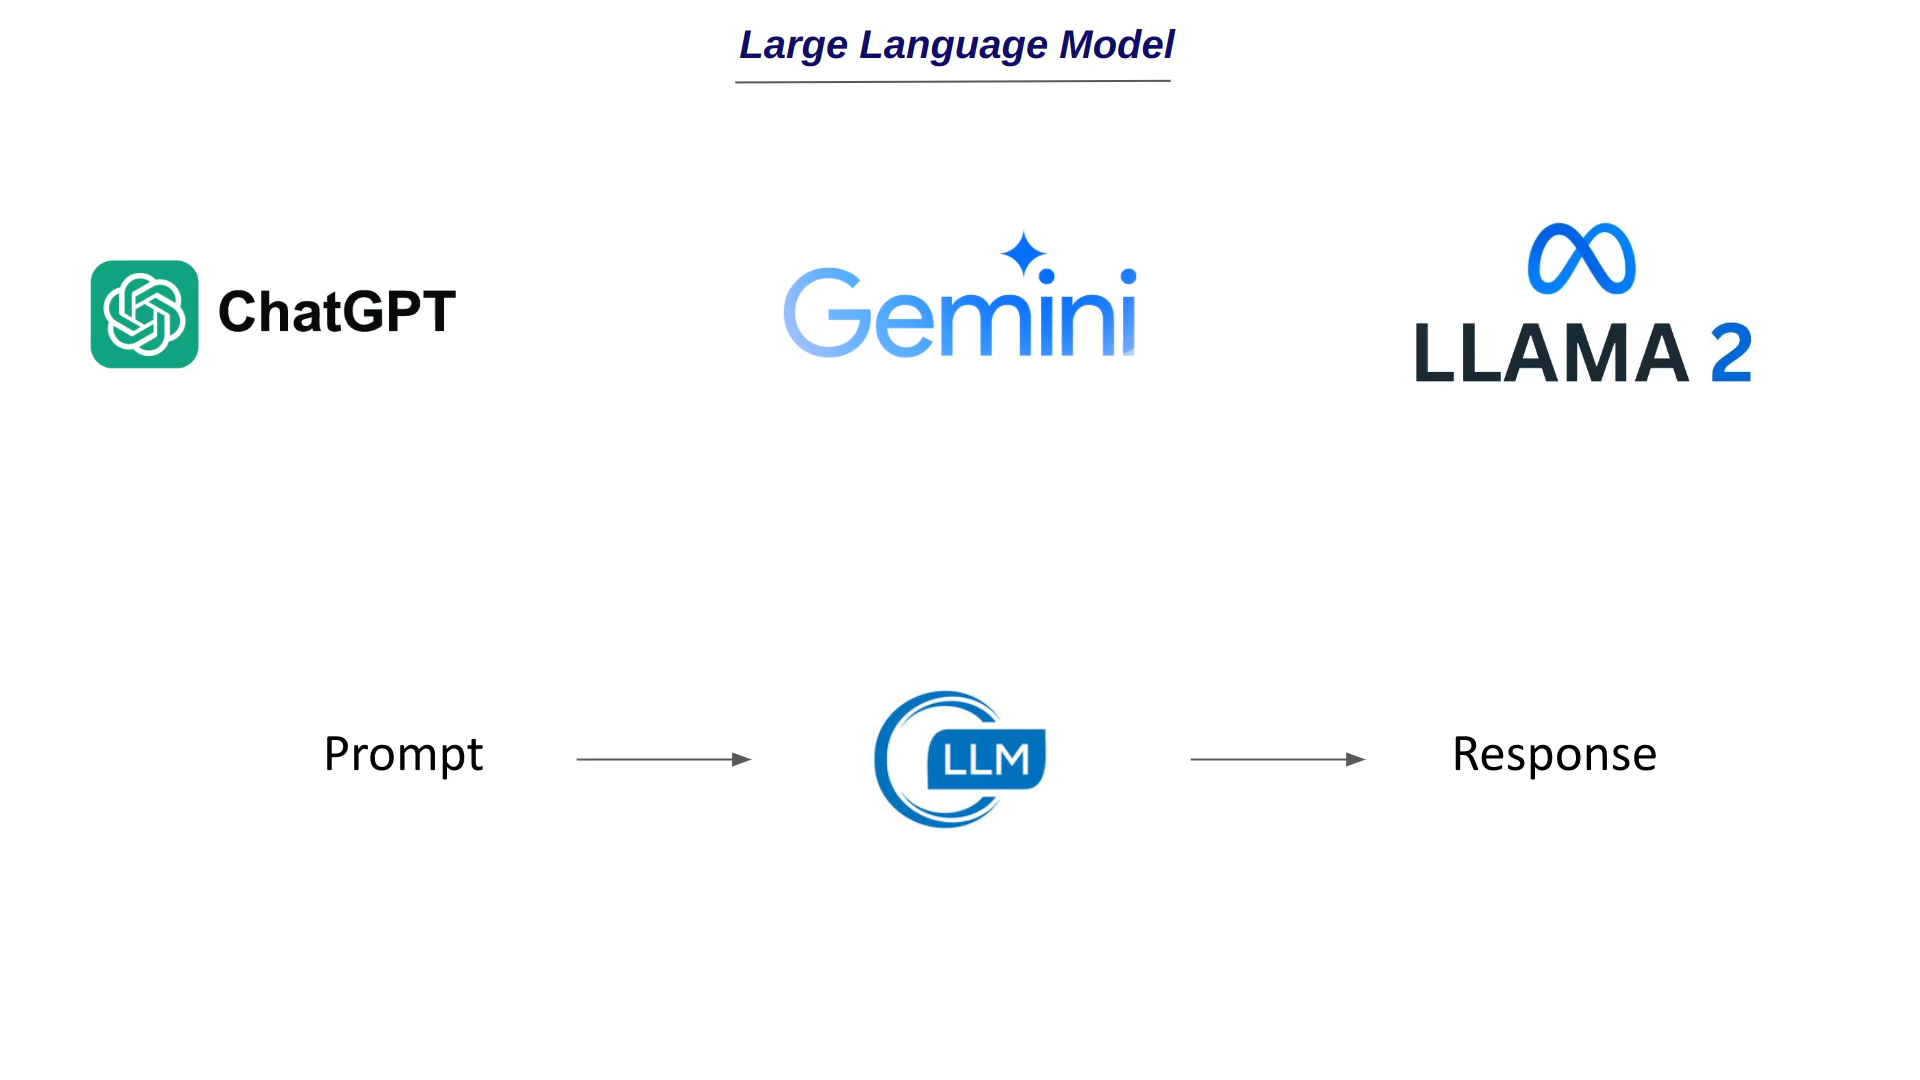 Large Language Model
ChatGPT
Gemini
LLAMA 2
Prompt
LLM
Response